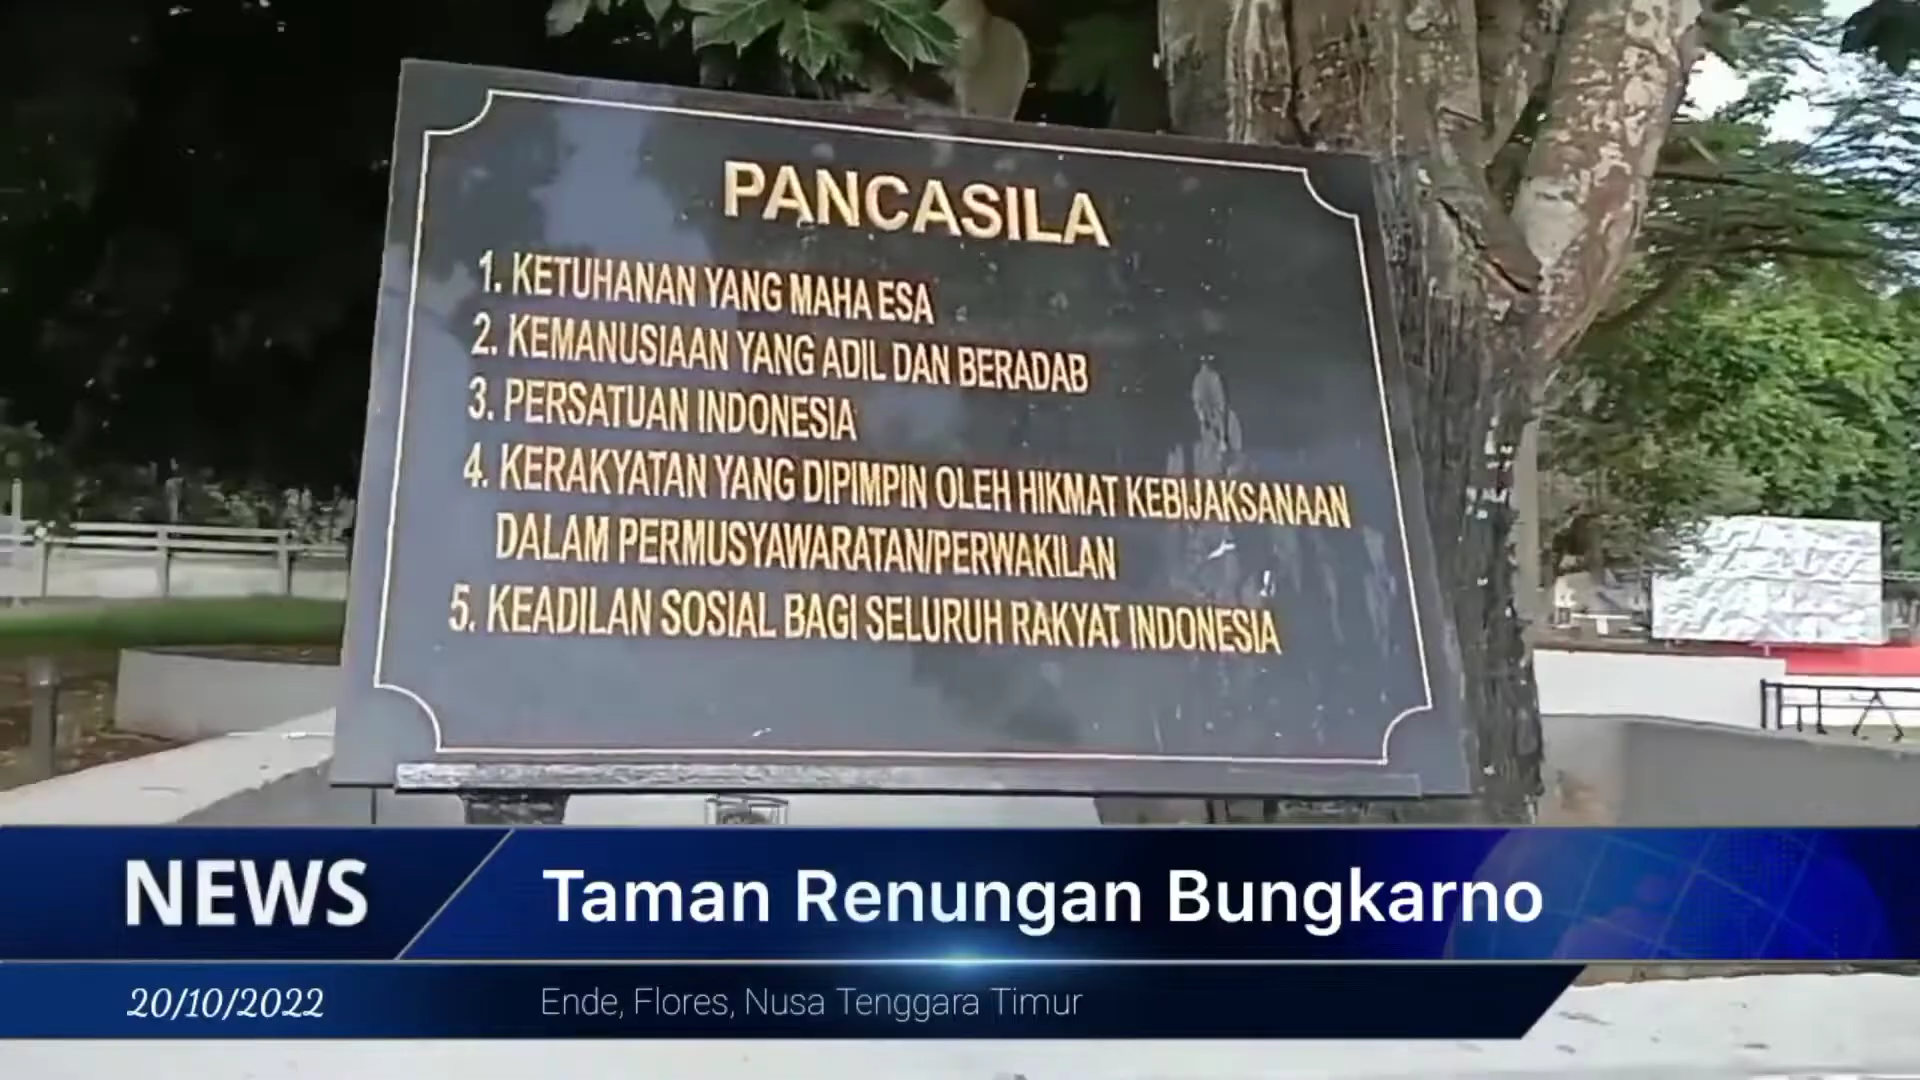 PANCASILA
1. KETUHANAN YANG MAHA ESA
2. KEMANUSIAAN YANG ADIL DAN BERADAB
3. PERSATUAN INDONESIA
4. KERAKYATAN YANG DIPIMPIN OLEH HIKMAT KEBIJAKSANAAN
DALAM PERMUSYAWARATAN/PERWAKILAN
5. KEADILAN SOSIAL BAGI SELURUH RAKYAT INDONESIA
NEWS
Taman Renungan Bungkarno
20/10/2022
Ende, Flores, Nusa Tenggara Timur